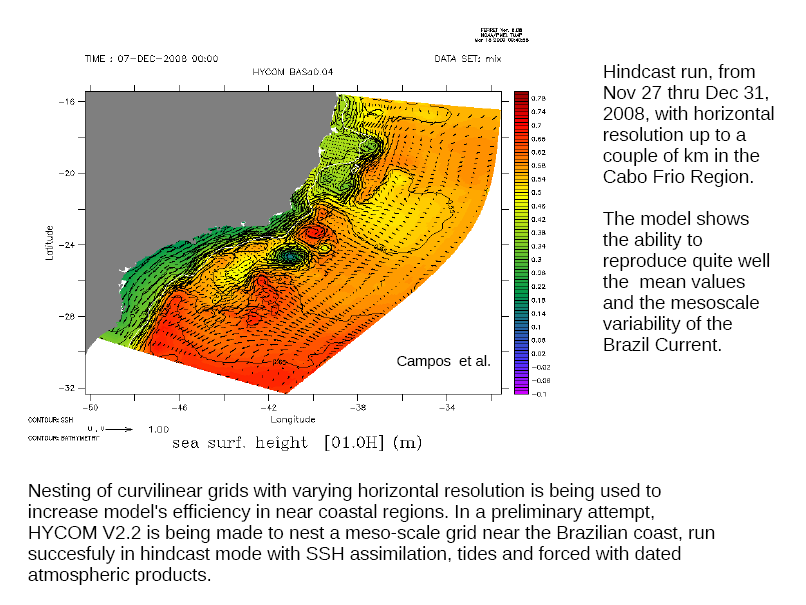 FERRET Ver. 6.08
NOAA/PMEL TMAP
TIME : 07-DEC-2008 00:00
DATA SET: mix
HYCOM BASa0.04
-16
-20
-24
-28
-32
Latitude
-50
-46
-42
-38
-34
Longitude
0.78
0.74
0.7
0.66
0.62
0.58
0.54
0.5
0.46
0.42
0.38
0.34
0.3
0.26
0.22
0.18
0.14
0.1
0.06
0.02
-0.02
-0.06
-0.1
Campos et al.
CONTOUR: SSH
U , V
1.00
CONTOUR: BATHYMETRY
sea surf. height [01.0H] (m)
Hindcast run, from
Nov 27 thru Dec 31,
2008, with horizontal
resolution up to a
couple of km in the
Cabo Frio Region.
The model shows
the ability to
reproduce quite well
the mean values
and the mesoscale
variability of the
Brazil Current.
Nesting of curvilinear grids with varying horizontal resolution is being used to
increase model's efficiency in near coastal regions. In a preliminary attempt,
HYCOM V2.2 is being made to nest a meso-scale grid near the Brazilian coast, run
succesfuly in hindcast mode with SSH assimilation, tides and forced with dated
atmospheric products.